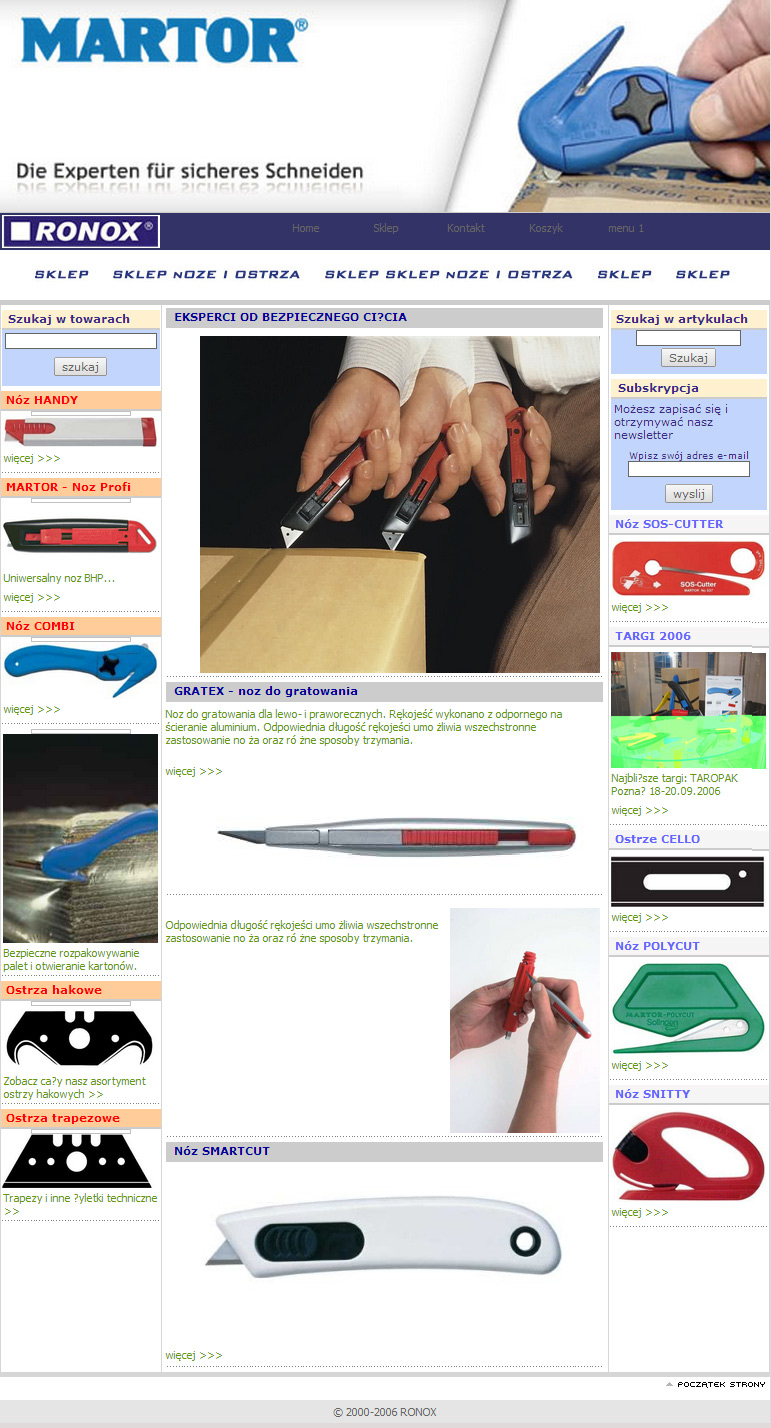 MARTOR®
Die Experten für sicheres Schneiden
RONOX® Home Sklep Kontakt Koszyk menu 1
SKLEP SKLEP NOZE I OSTRZA SKLEP SKLEP NOZE I OSTRZA SKLEP SKLEP
Szukaj w towarach
szukaj
Nóz HANDY
więcej >>>
MARTOR - Noz Profi
Uniwersalny noz BHP...
więcej >>>
Nóz COMBI
więcej >>>
Bezpieczne rozpakowywanie
palet i otwieranie kartonów.
Ostrza hakowe
Zobacz ca?y nasz asortyment
ostrzy hakowych >>
Ostrza trapezowe
Trapezy i inne ?yletki techniczne
>>
EKSPERCI OD BEZPIECZNEGO CI?CIA
GRATEX - noz do gratowania
Noz do gratowania dla lewo- i praworecznych. Rękojeść wykonano z odpornego na
ścieranie aluminium. Odpowiednia długość rękojeści umo żliwia wszechstronne
zastosowanie no ża oraz ró żne sposoby trzymania.
więcej >>>
Odpowiednia długość rękojeści umo żliwia wszechstronne
zastosowanie no ża oraz ró żne sposoby trzymania.
Nóz SMARTCUT
więcej >>>
Szukaj w artykulach
Szukaj
Subskrypcja
Możesz zapisać się i
otrzymywać nasz
newsletter
Wpisz swój adres e-mail
wyslij
Nóz SOS-CUTTER
SOS-Cutter
MARTOR No 537
więcej >>>
TARGI 2006
Najbli?sze targi: TAROPAK
Pozna? 18-20.09.2006
więcej >>>
Ostrze CELLO
więcej >>>
Nóz POLYCUT
MARTOR-POLYCUT
Solingen
więcej >>>
Nóz SNITTY
więcej >>>
POCZĄTEK STRONY
© 2000-2006 RONOX